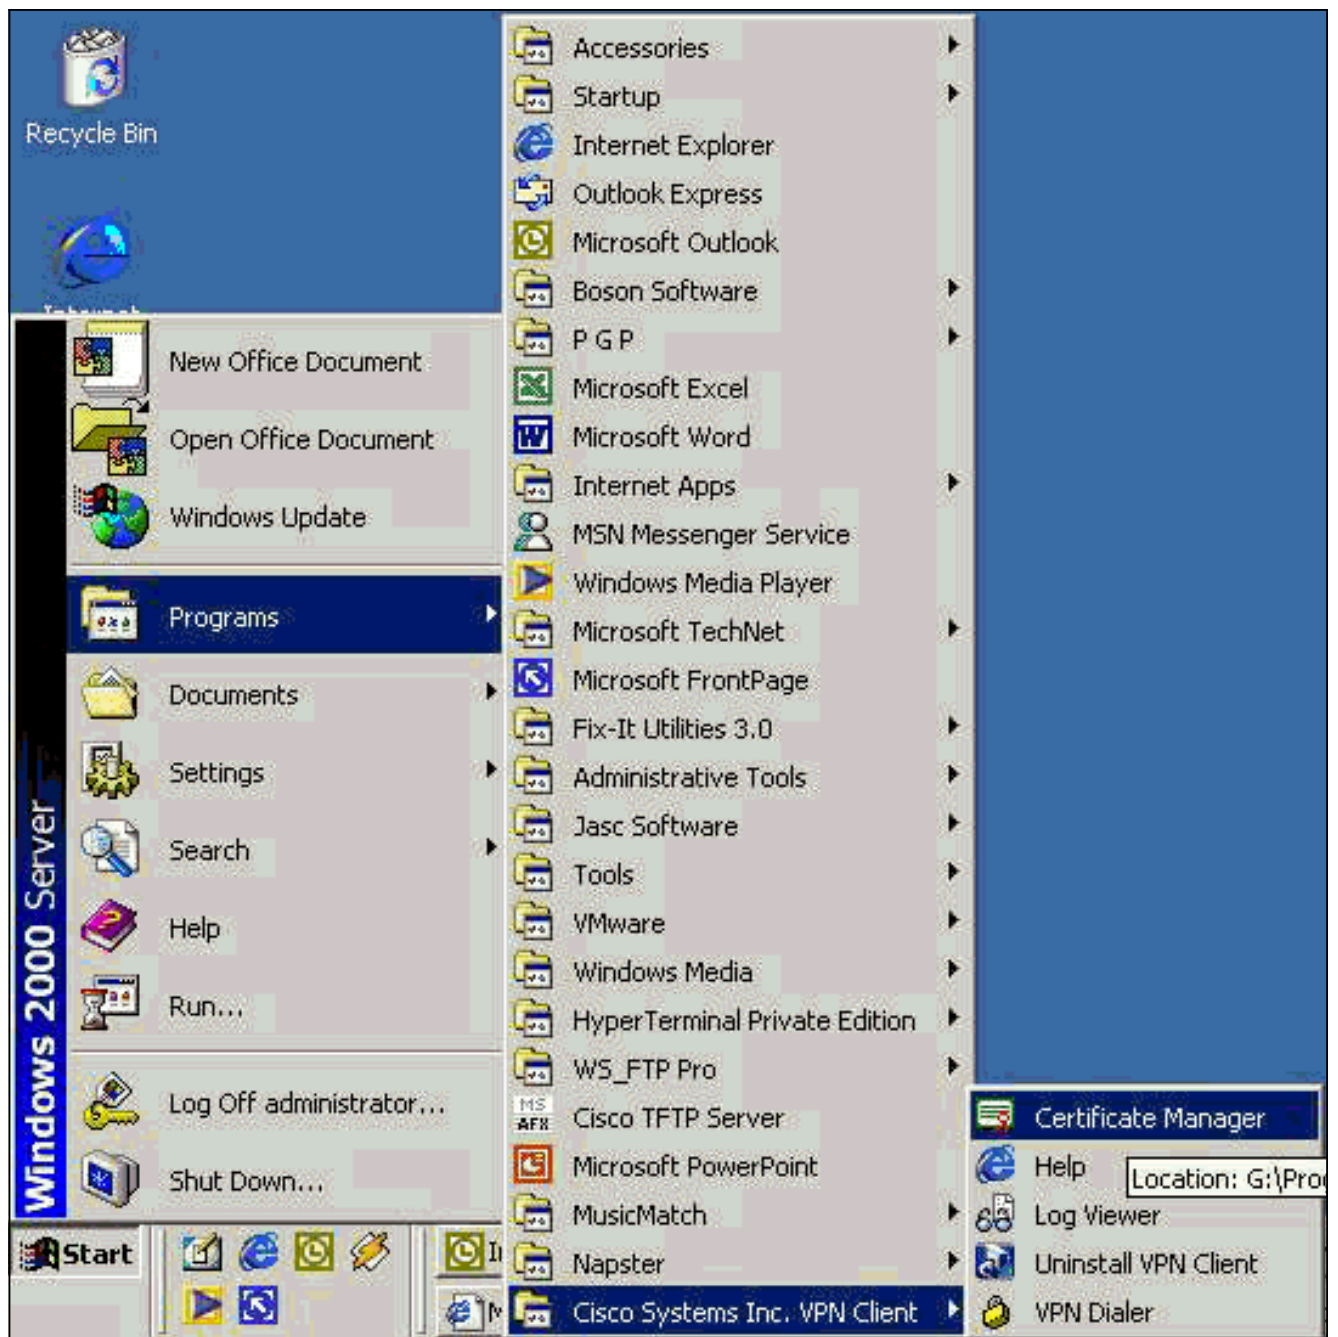 Recycle Bin
Internet
Windows 2000 Server
New Office Document
Open Office Document
Windows Update
Programs
Documents
Settings
Search
Help
Run...
Log Off administrator...
Shut Down...
Start
Accessories
Startup
Internet Explorer
Outlook Express
Microsoft Outlook
Boson Software
P G P
Microsoft Excel
Microsoft Word
Internet Apps
MSN Messenger Service
Windows Media Player
Microsoft TechNet
Microsoft FrontPage
Fix-It Utilities 3.0
Administrative Tools
Jasc Software
Tools
VMware
Windows Media
HyperTerminal Private Edition
WS_FTP Pro
MS
AFX
Cisco TFTP Server
Microsoft PowerPoint
MusicMatch
Napster
Cisco Systems Inc. VPN Client
Certificate Manager
Help
Location: G:\Pro
Log Viewer
Uninstall VPN Client
VPN Dialer